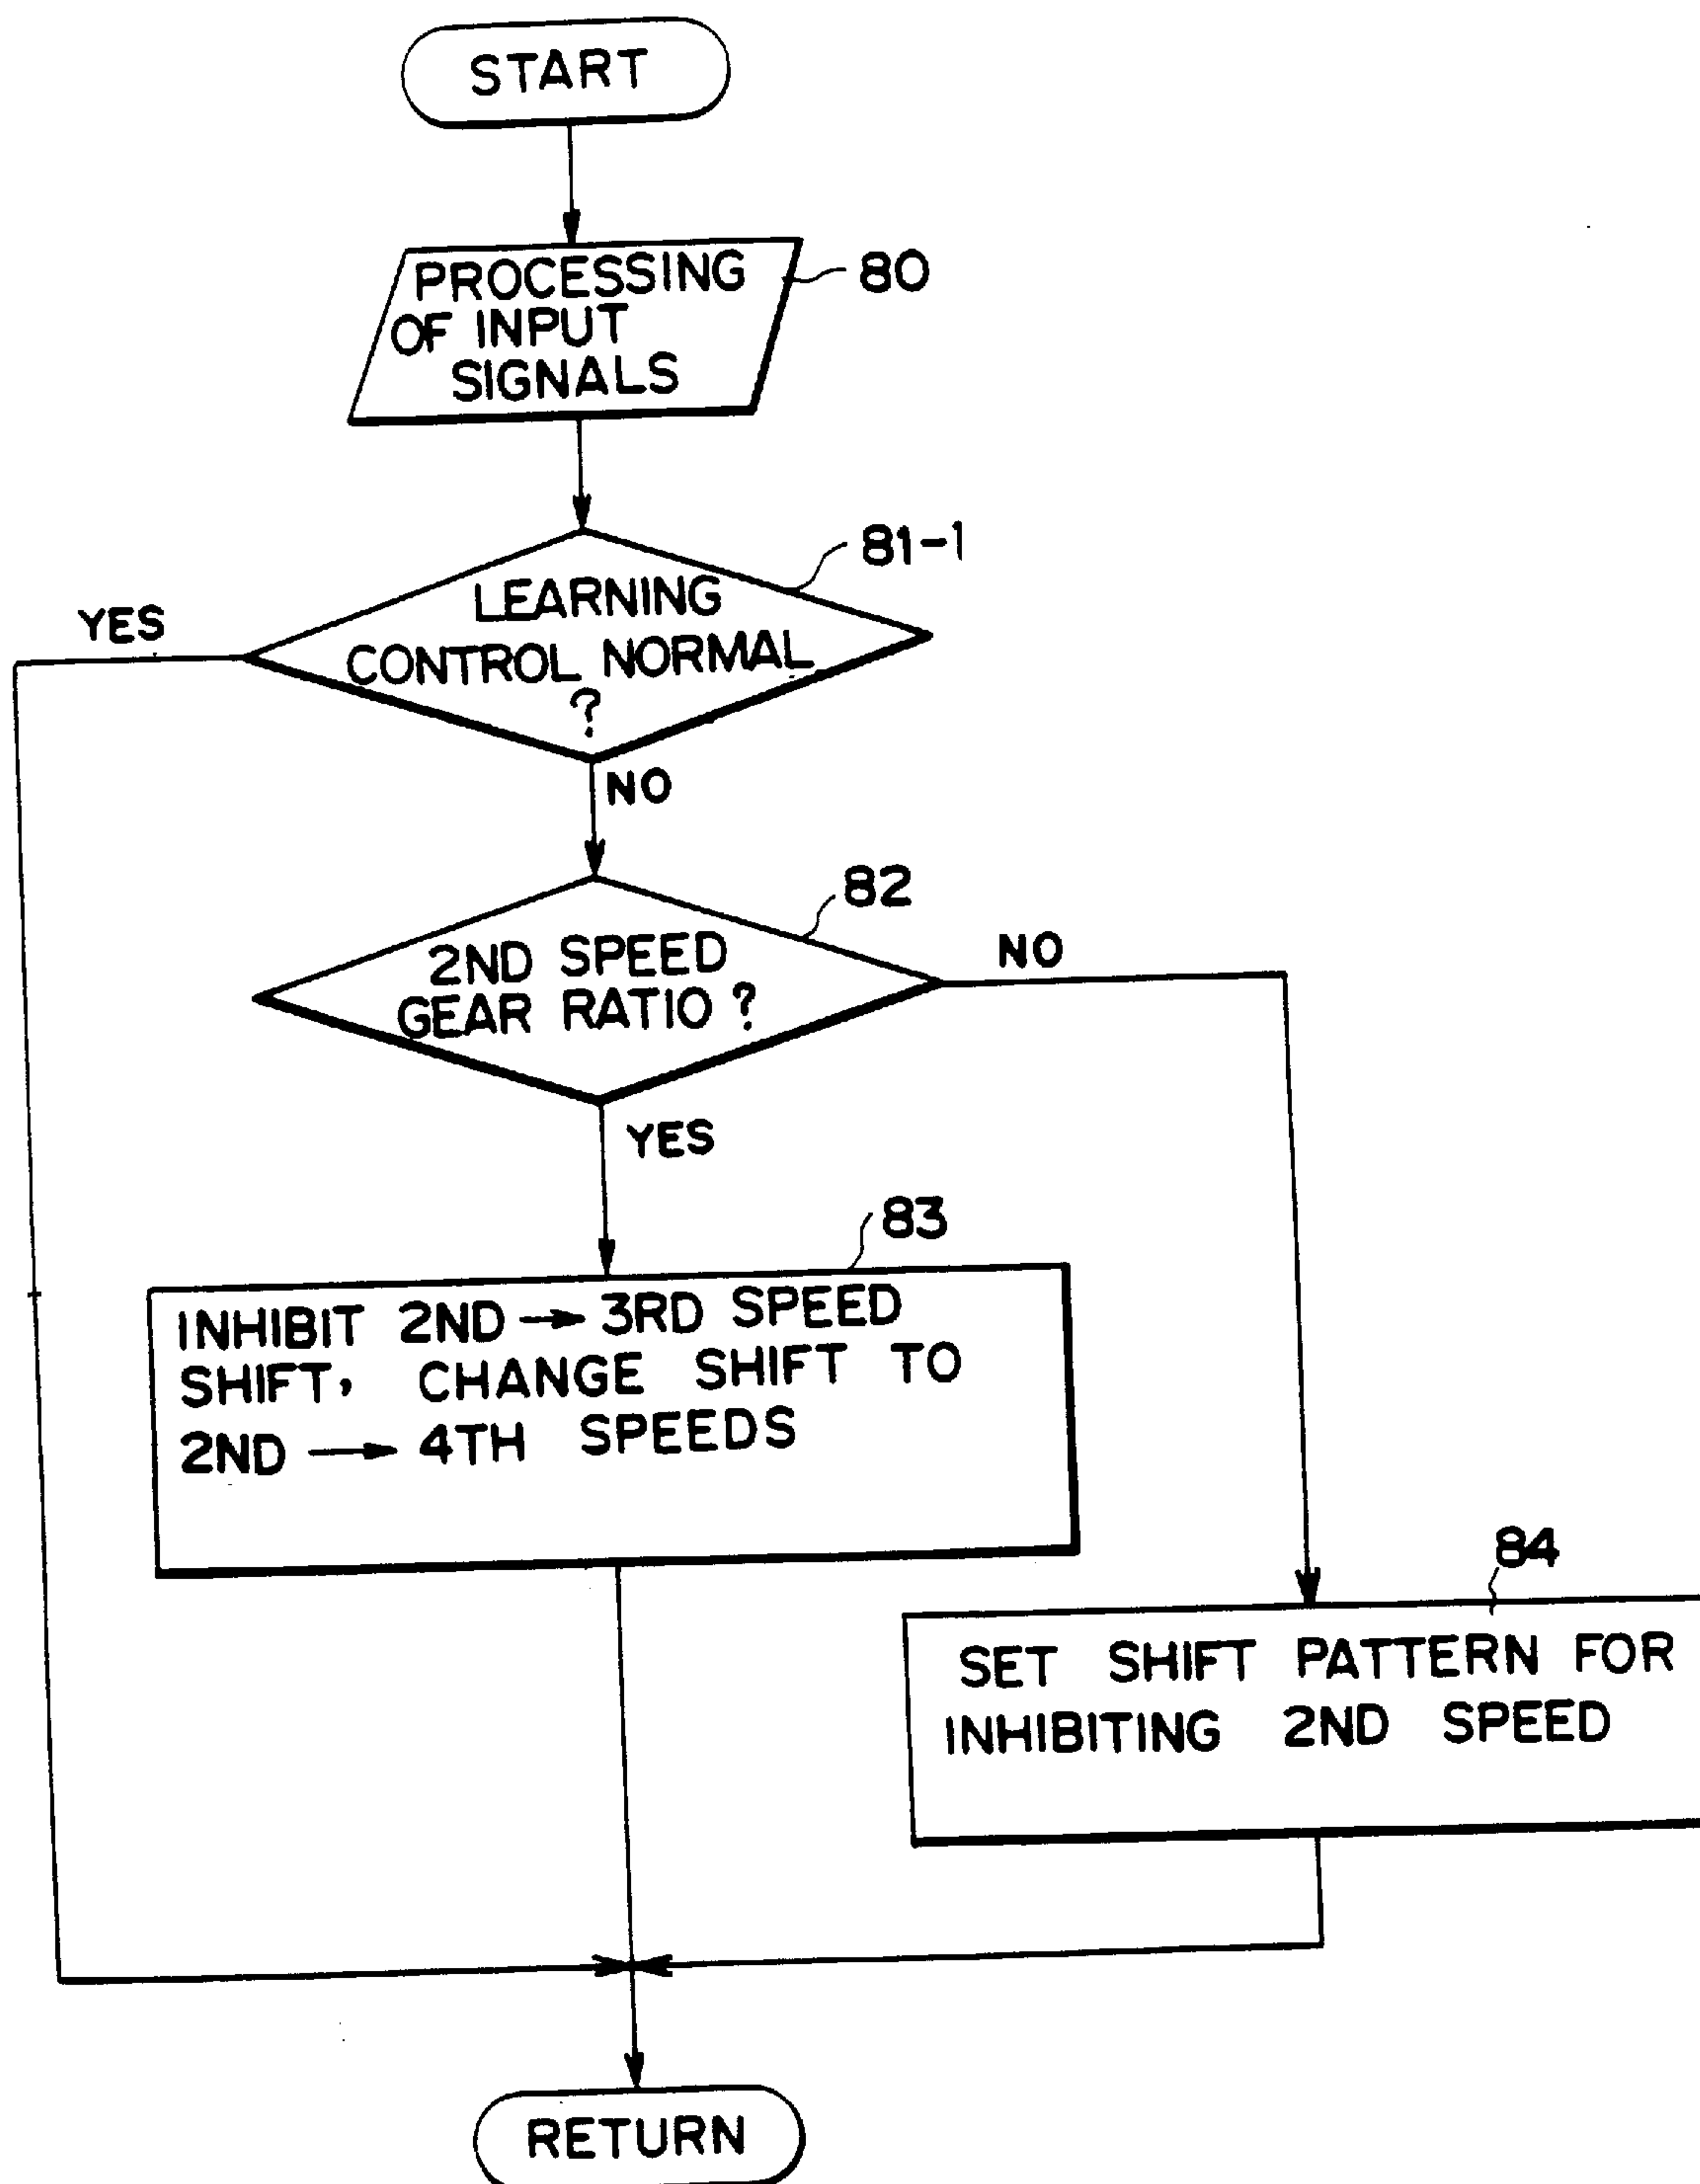 START
PROCESSING
OF INPUT
SIGNALS
80
81-1
LEARNING
CONTROL NORMAL
?
YES
NO
82
2ND SPEED
GEAR RATIO ?
NO
YES
83
INHIBIT 2ND → 3RD SPEED
SHIFT, CHANGE SHIFT TO
2ND → 4TH SPEEDS
84
SET SHIFT PATTERN FOR
INHIBITING 2ND SPEED
RETURN